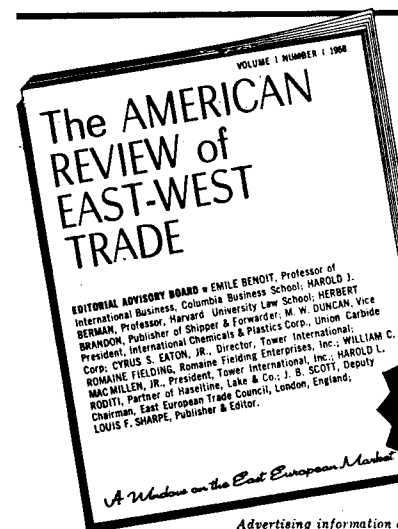 VOLUME I NUMBER I 1968
The AMERICAN
REVIEW of
EAST-WEST
TRADE
EDITORIAL ADVISORY BOARD • EMILE BENOIT, Professor of
International Business, Columbia Business School; HAROLD J.
BERMAN, Professor, Harvard University Law School; HERBERT
BRANDON, Publisher of Shipper & Forwarder; M. W. DUNCAN, Vice
President, International Chemicals & Plastics Corp., Union Carbide
Corp; CYRUS S. EATON, JR., Director, Tower International;
ROMAINE FIELDING, Romaine Fielding Enterprises, Inc.; WILLIAM C.
MAC MILLEN, JR., President, Tower International, Inc.; HAROLD L.
RODITI, Partner of Haseltine, Lake & Co.; J. B. SCOTT, Deputy
Chairman, East European Trade Council, London, England;
LOUIS F. SHARPE, Publisher & Editor.
A Window on the East European Market
Advertising information